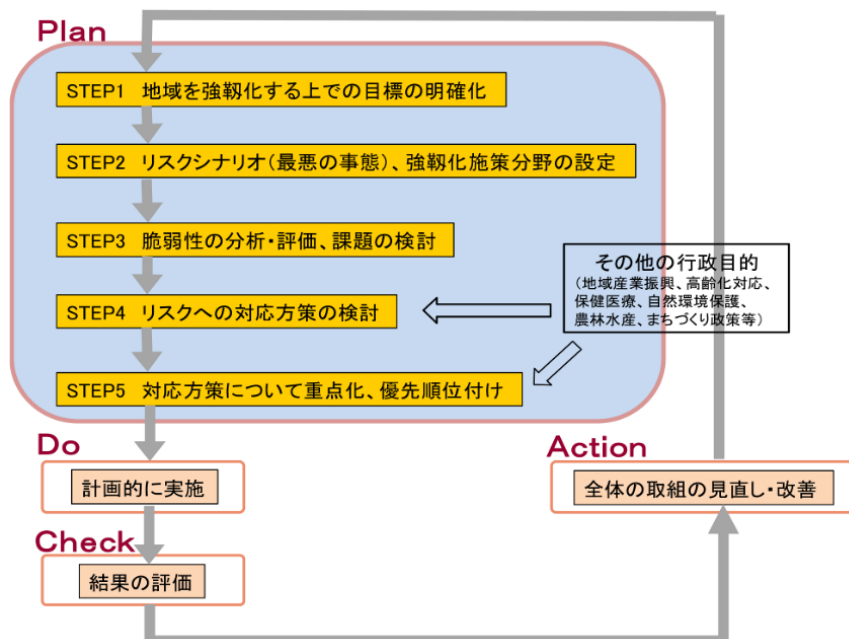 Plan
STEP1 地域を強靱化する上での目標の明確化
STEP2 リスクシナリオ(最悪の事態)、強靱化施策分野の設定
STEP3 脆弱性の分析・評価、課題の検討
その他の行政目的
(地域産業振興、高齢化対応、
保健医療、自然環境保護、
農林水産、まちづくり政策等)
STEP4 リスクへの対応方策の検討
STEP5 対応方策について重点化、優先順位付け
Do
計画的に実施
Check
結果の評価
Action
全体の取組の見直し・改善